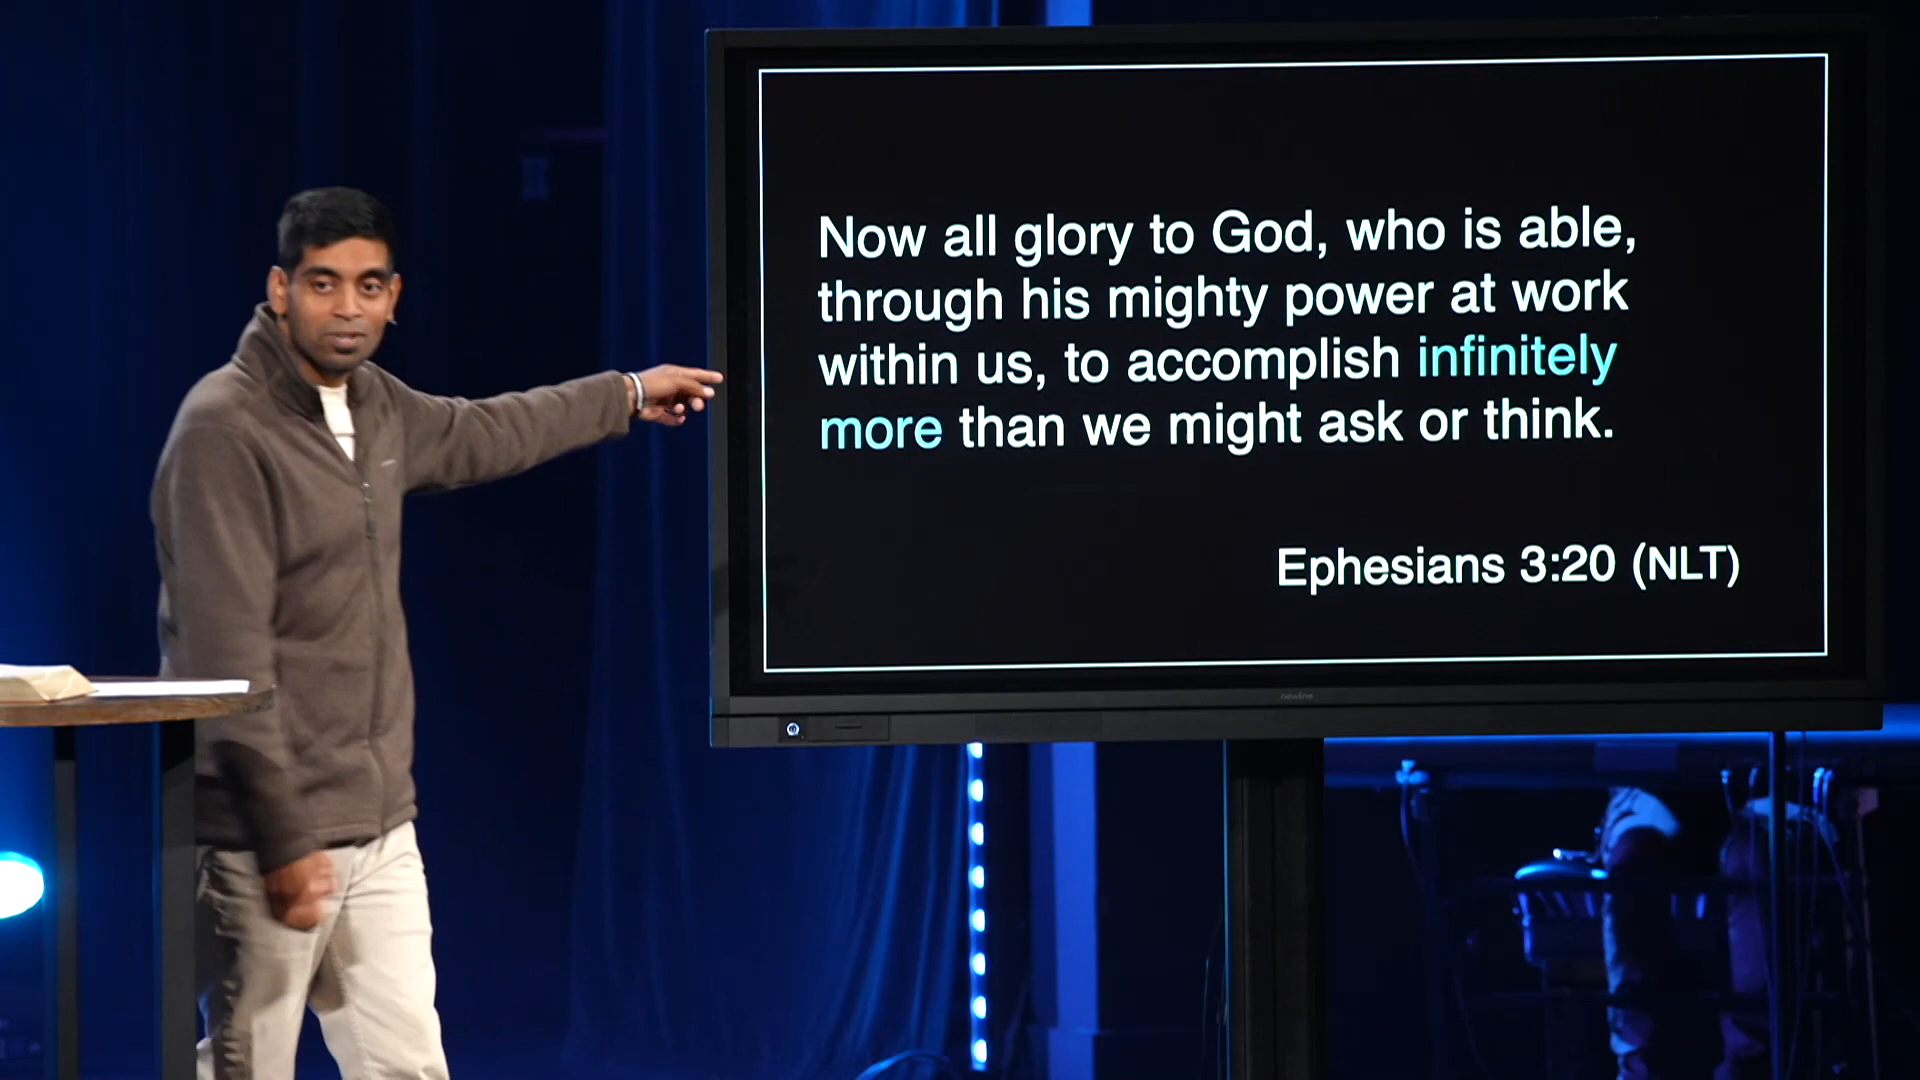 Now all glory to God, who is able,
through his mighty power at work
within us, to accomplish infinitely
more than we might ask or think.
Ephesians 3:20 (NLT)
newline